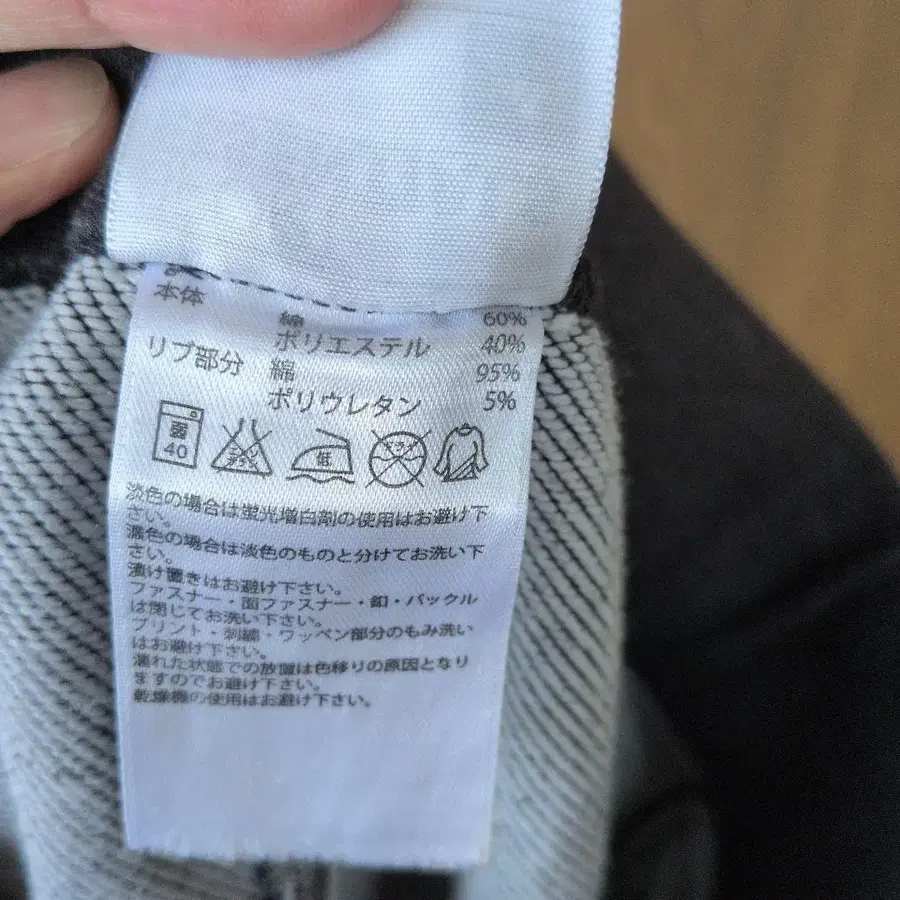 本体 綿 60%
ポリエステル 40%
リブ部分 綿 95%
ポリウレタン 5%
40 低 ドライ
淡色の場合は蛍光増白剤の使用はお避け下
さい。
濃色の場合は淡色のものと分けてお洗い下
さい。
漬け置きはお避け下さい。
ファスナー・面ファスナー・釦・バックル
は閉じてお洗い下さい。
プリント・刺繍・ワッペン部分のもみ洗い
はお避け下さい。
濡れた状態での放置は色移りの原因となり
ますのでお避け下さい。
乾燥機の使用はお避け下さい。